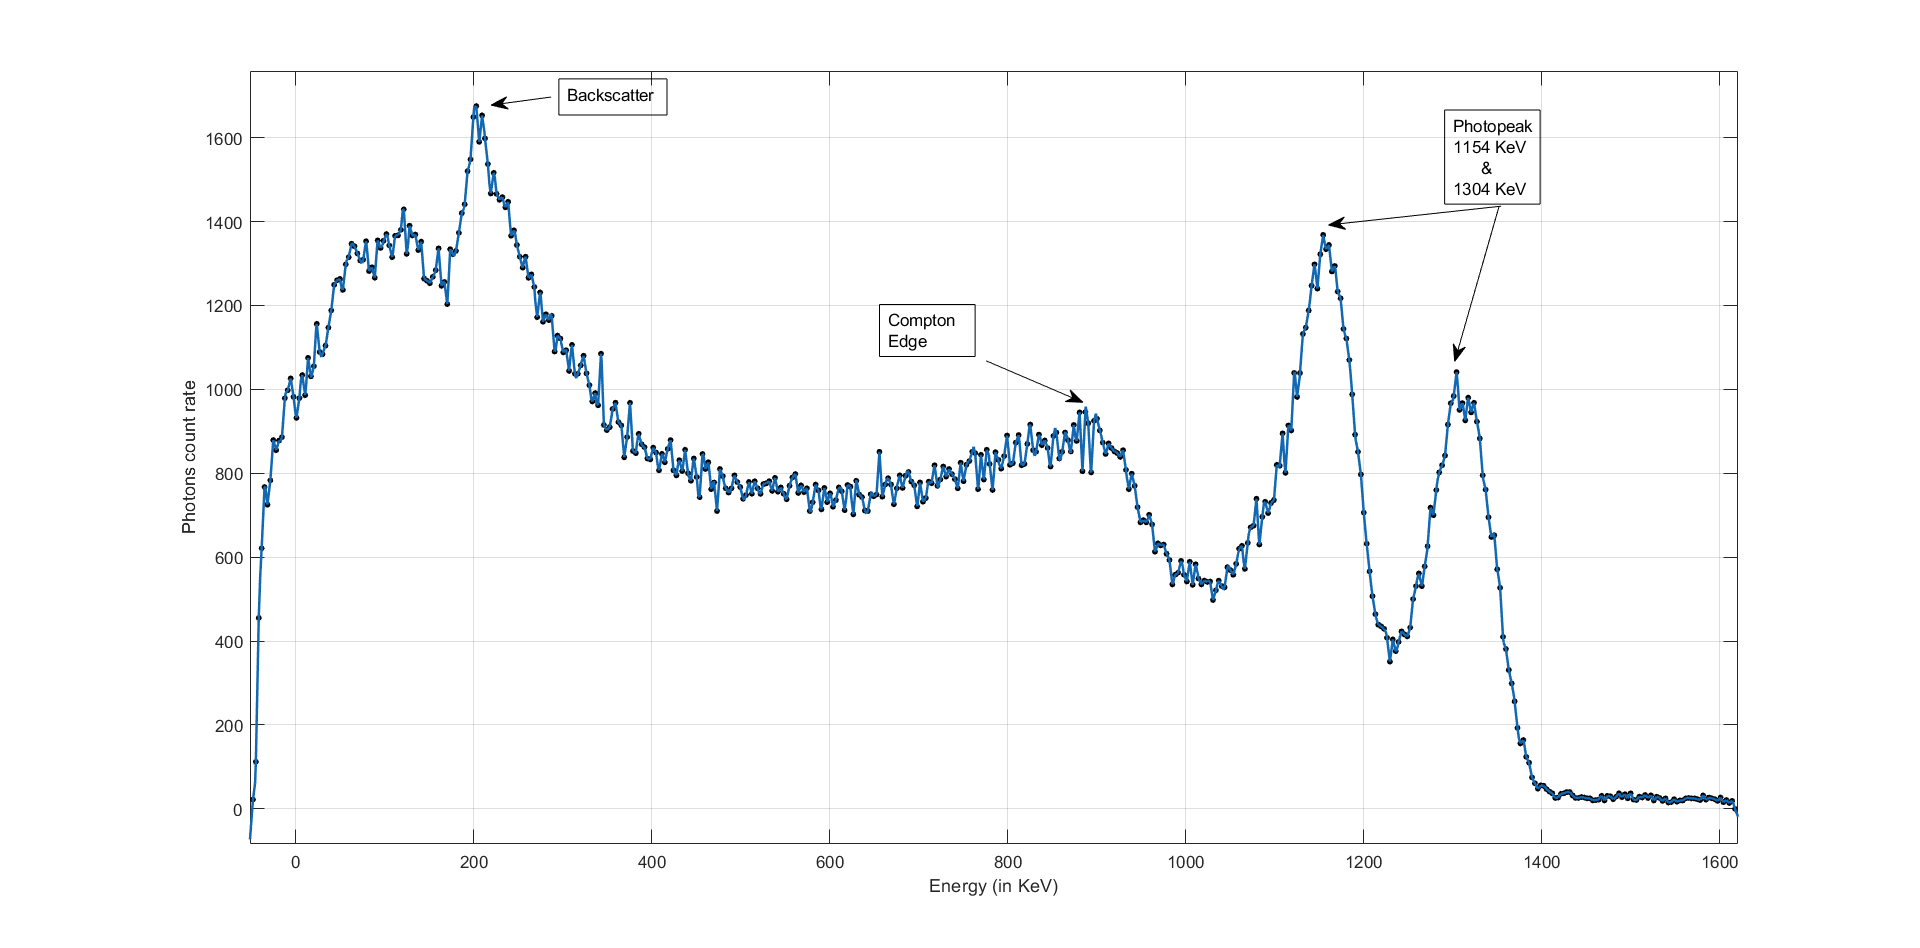 Backscatter
Photopeak
1154 KeV
&
1304 KeV
Compton
Edge
Photons count rate
1600
1400
1200
1000
800
600
400
200
0
0 200 400 600 800 1000 1200 1400 1600
Energy (in KeV)